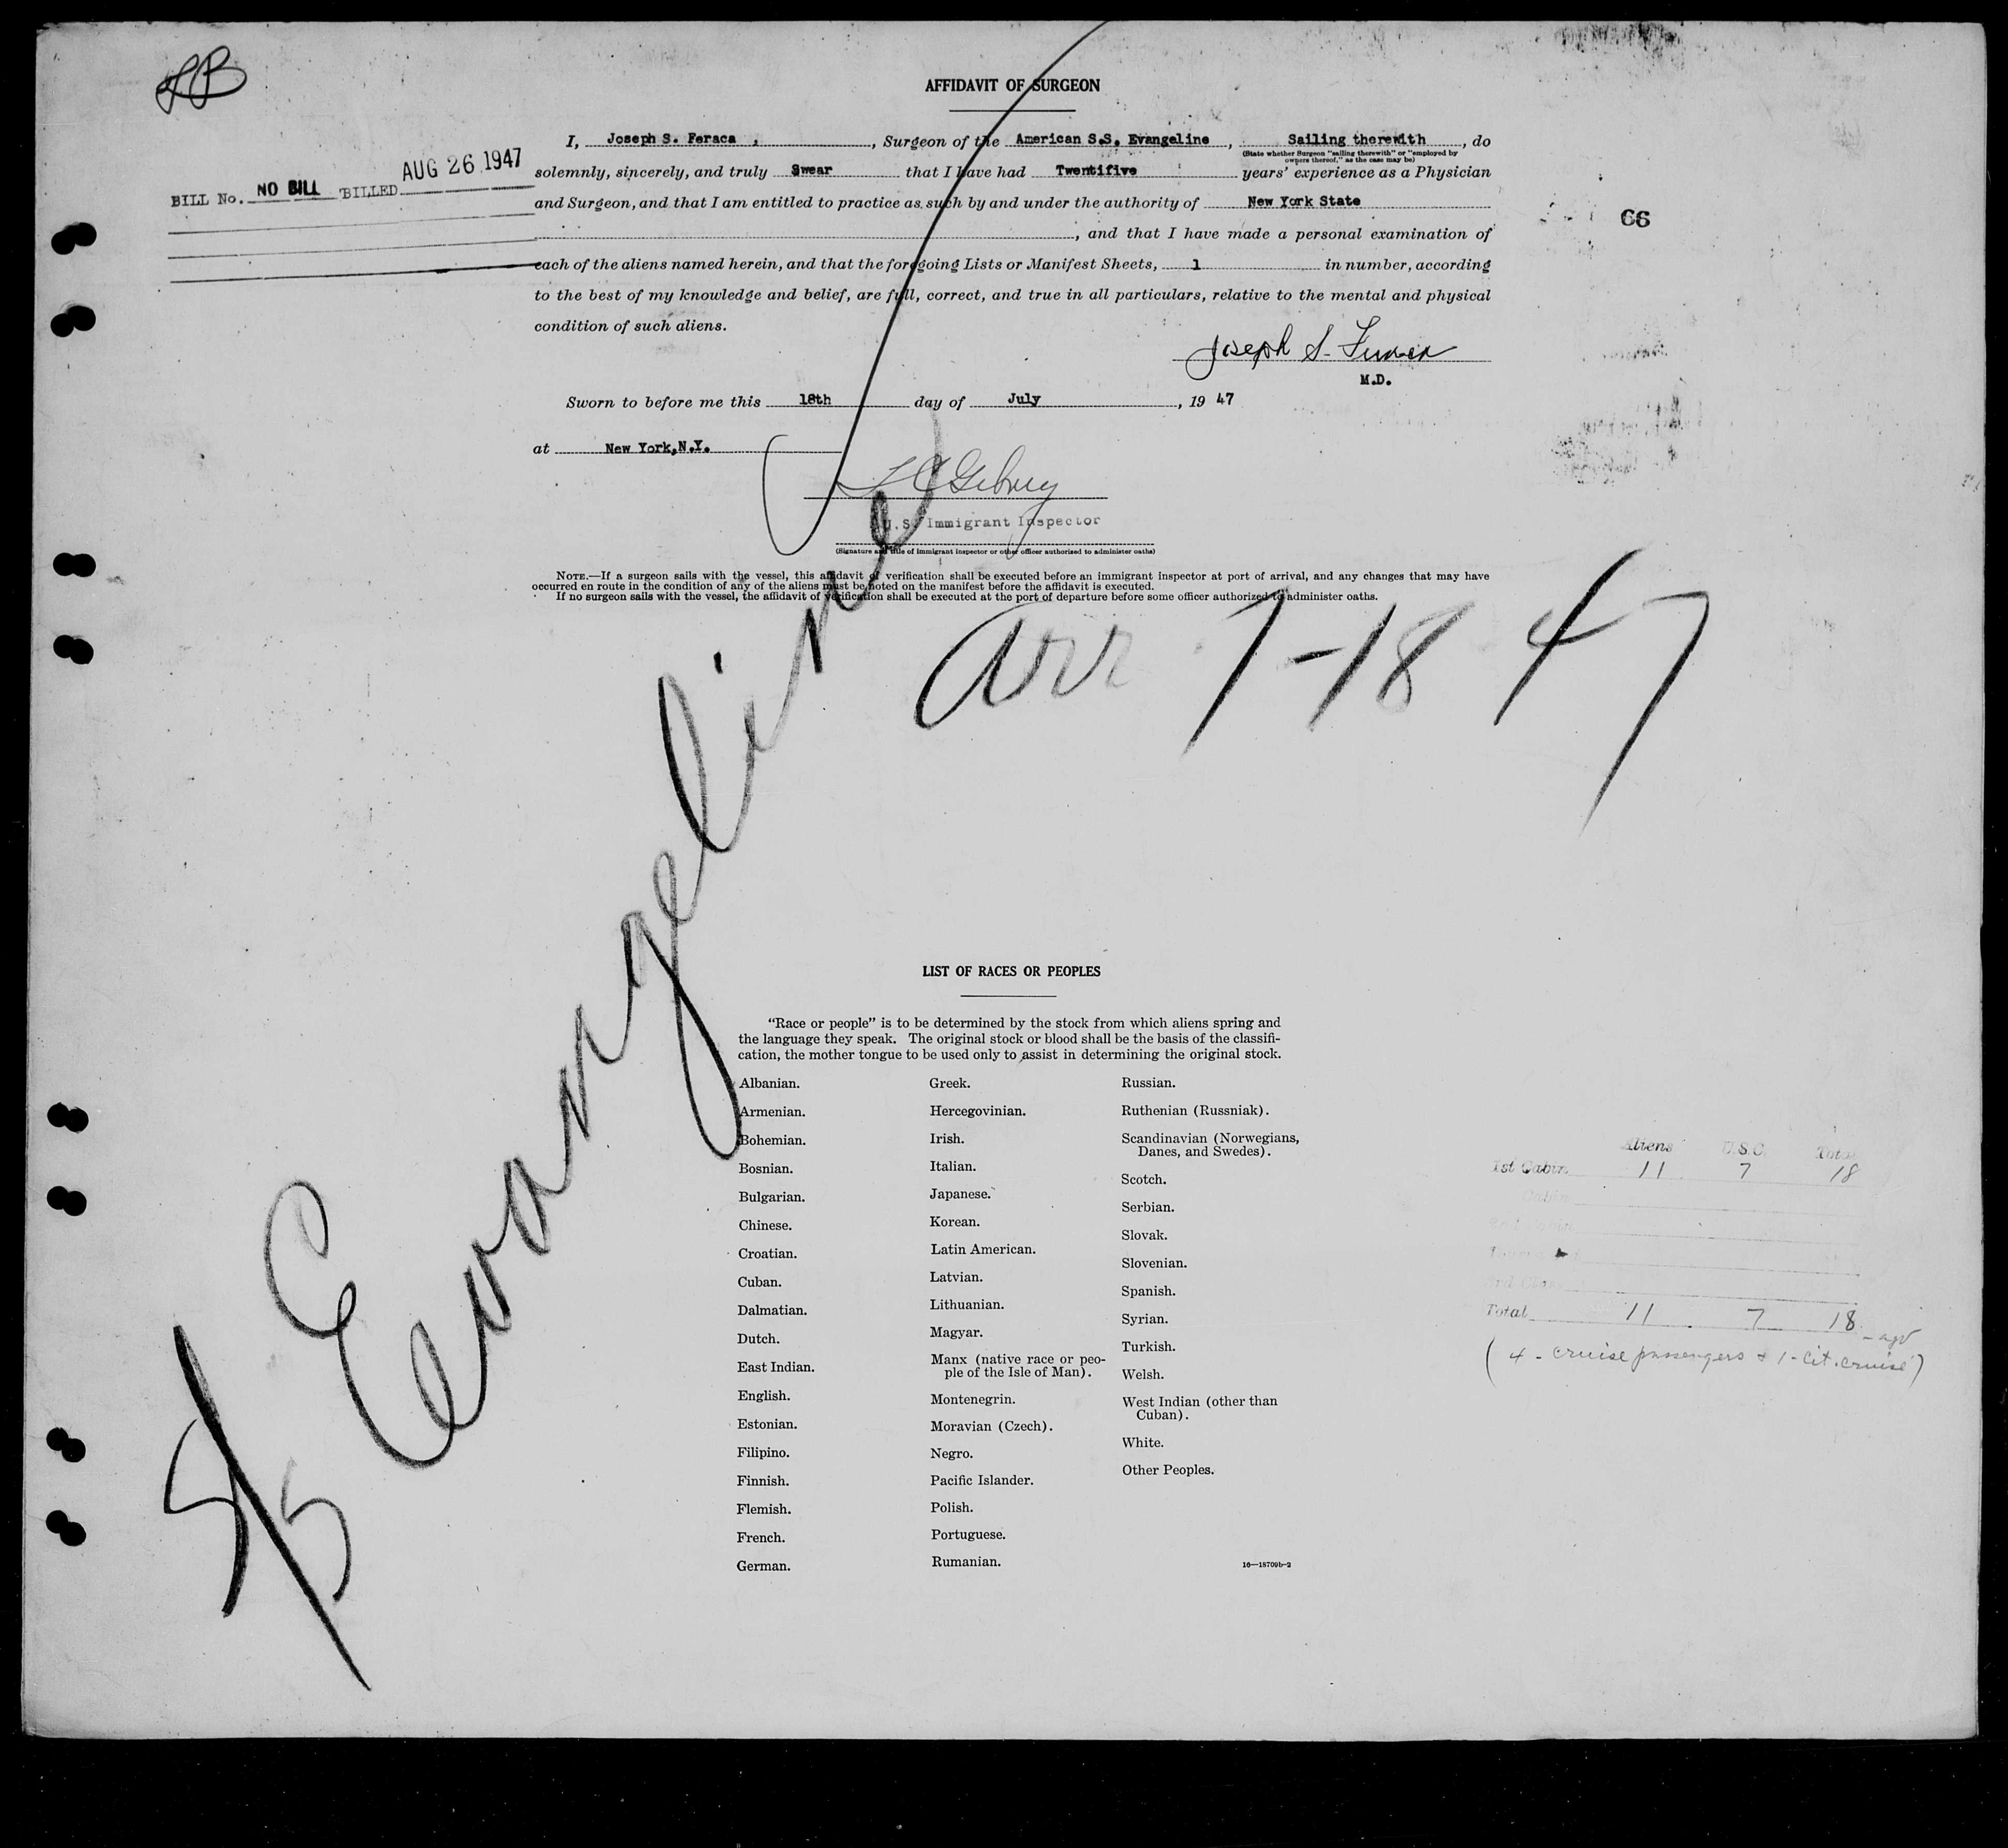 AFFIDAVIT OF SURGEON
I, Joseph S. Feraca , , Surgeon of the American S.S. Evangeline , Sailing therewith , do
(State whether Surgeon "sailing therewith" or "employed by
owners thereof," as the case may be)
solemnly, sincerely, and truly Swear that I have had Twentifive years' experience as a Physician
and Surgeon, and that I am entitled to practice as such by and under the authority of New York State
, and that I have made a personal examination of
each of the aliens named herein, and that the foregoing Lists or Manifest Sheets, 1 in number, according
to the best of my knowledge and belief, are full, correct, and true in all particulars, relative to the mental and physical
condition of such aliens.
BILL No. NO BILL BILLED AUG 26 1947
66
Joseph S.
M.D.
Sworn to before me this 18th day of July , 19 47
at New York,N.Y.
U.S. Immigrant Inspector
(Signature and title of immigrant inspector or other officer authorized to administer oaths)
NOTE.—If a surgeon sails with the vessel, this affidavit of verification shall be executed before an immigrant inspector at port of arrival, and any changes that may have
occurred en route in the condition of any of the aliens must be noted on the manifest before the affidavit is executed.
If no surgeon sails with the vessel, the affidavit of verification shall be executed at the port of departure before some officer authorized to administer oaths.
arr 7-18 47
Evangeline
LIST OF RACES OR PEOPLES
"Race or people" is to be determined by the stock from which aliens spring and
the language they speak. The original stock or blood shall be the basis of the classifi-
cation, the mother tongue to be used only to assist in determining the original stock.
Albanian.
Armenian.
Bohemian.
Bosnian.
Bulgarian.
Chinese.
Croatian.
Cuban.
Dalmatian.
Dutch.
East Indian.
English.
Estonian.
Filipino.
Finnish.
Flemish.
French.
German.
Greek.
Hercegovinian.
Irish.
Italian.
Japanese.
Korean.
Latin American.
Latvian.
Lithuanian.
Magyar.
Manx (native race or peo-
ple of the Isle of Man).
Montenegrin.
Moravian (Czech).
Negro.
Pacific Islander.
Polish.
Portuguese.
Rumanian.
Russian.
Ruthenian (Russniak).
Scandinavian (Norwegians,
Danes, and Swedes).
Scotch.
Serbian.
Slovak.
Slovenian.
Spanish.
Syrian.
Turkish.
Welsh.
West Indian (other than
Cuban).
White.
Other Peoples.
16—18709b-2
Aliens U.S.C. Total
1st Cabin 11 7 18
Total 11 7 18
( 4 - cruise passengers + 1 - cit. cruise )